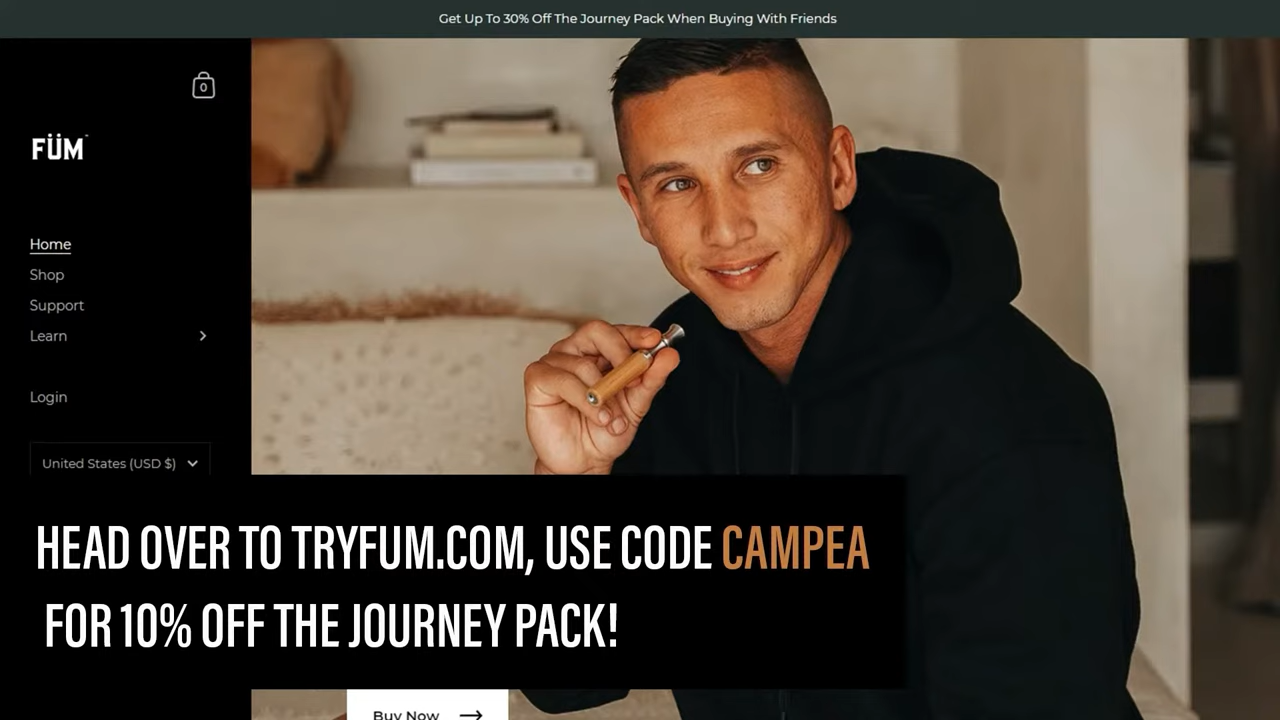 Get Up To 30% Off The Journey Pack When Buying With Friends
0
FÜM
Home
Shop
Support
Learn
Login
United States (USD $)
HEAD OVER TO TRYFUM.COM, USE CODE CAMPEA
FOR 10% OFF THE JOURNEY PACK!
Buy Now